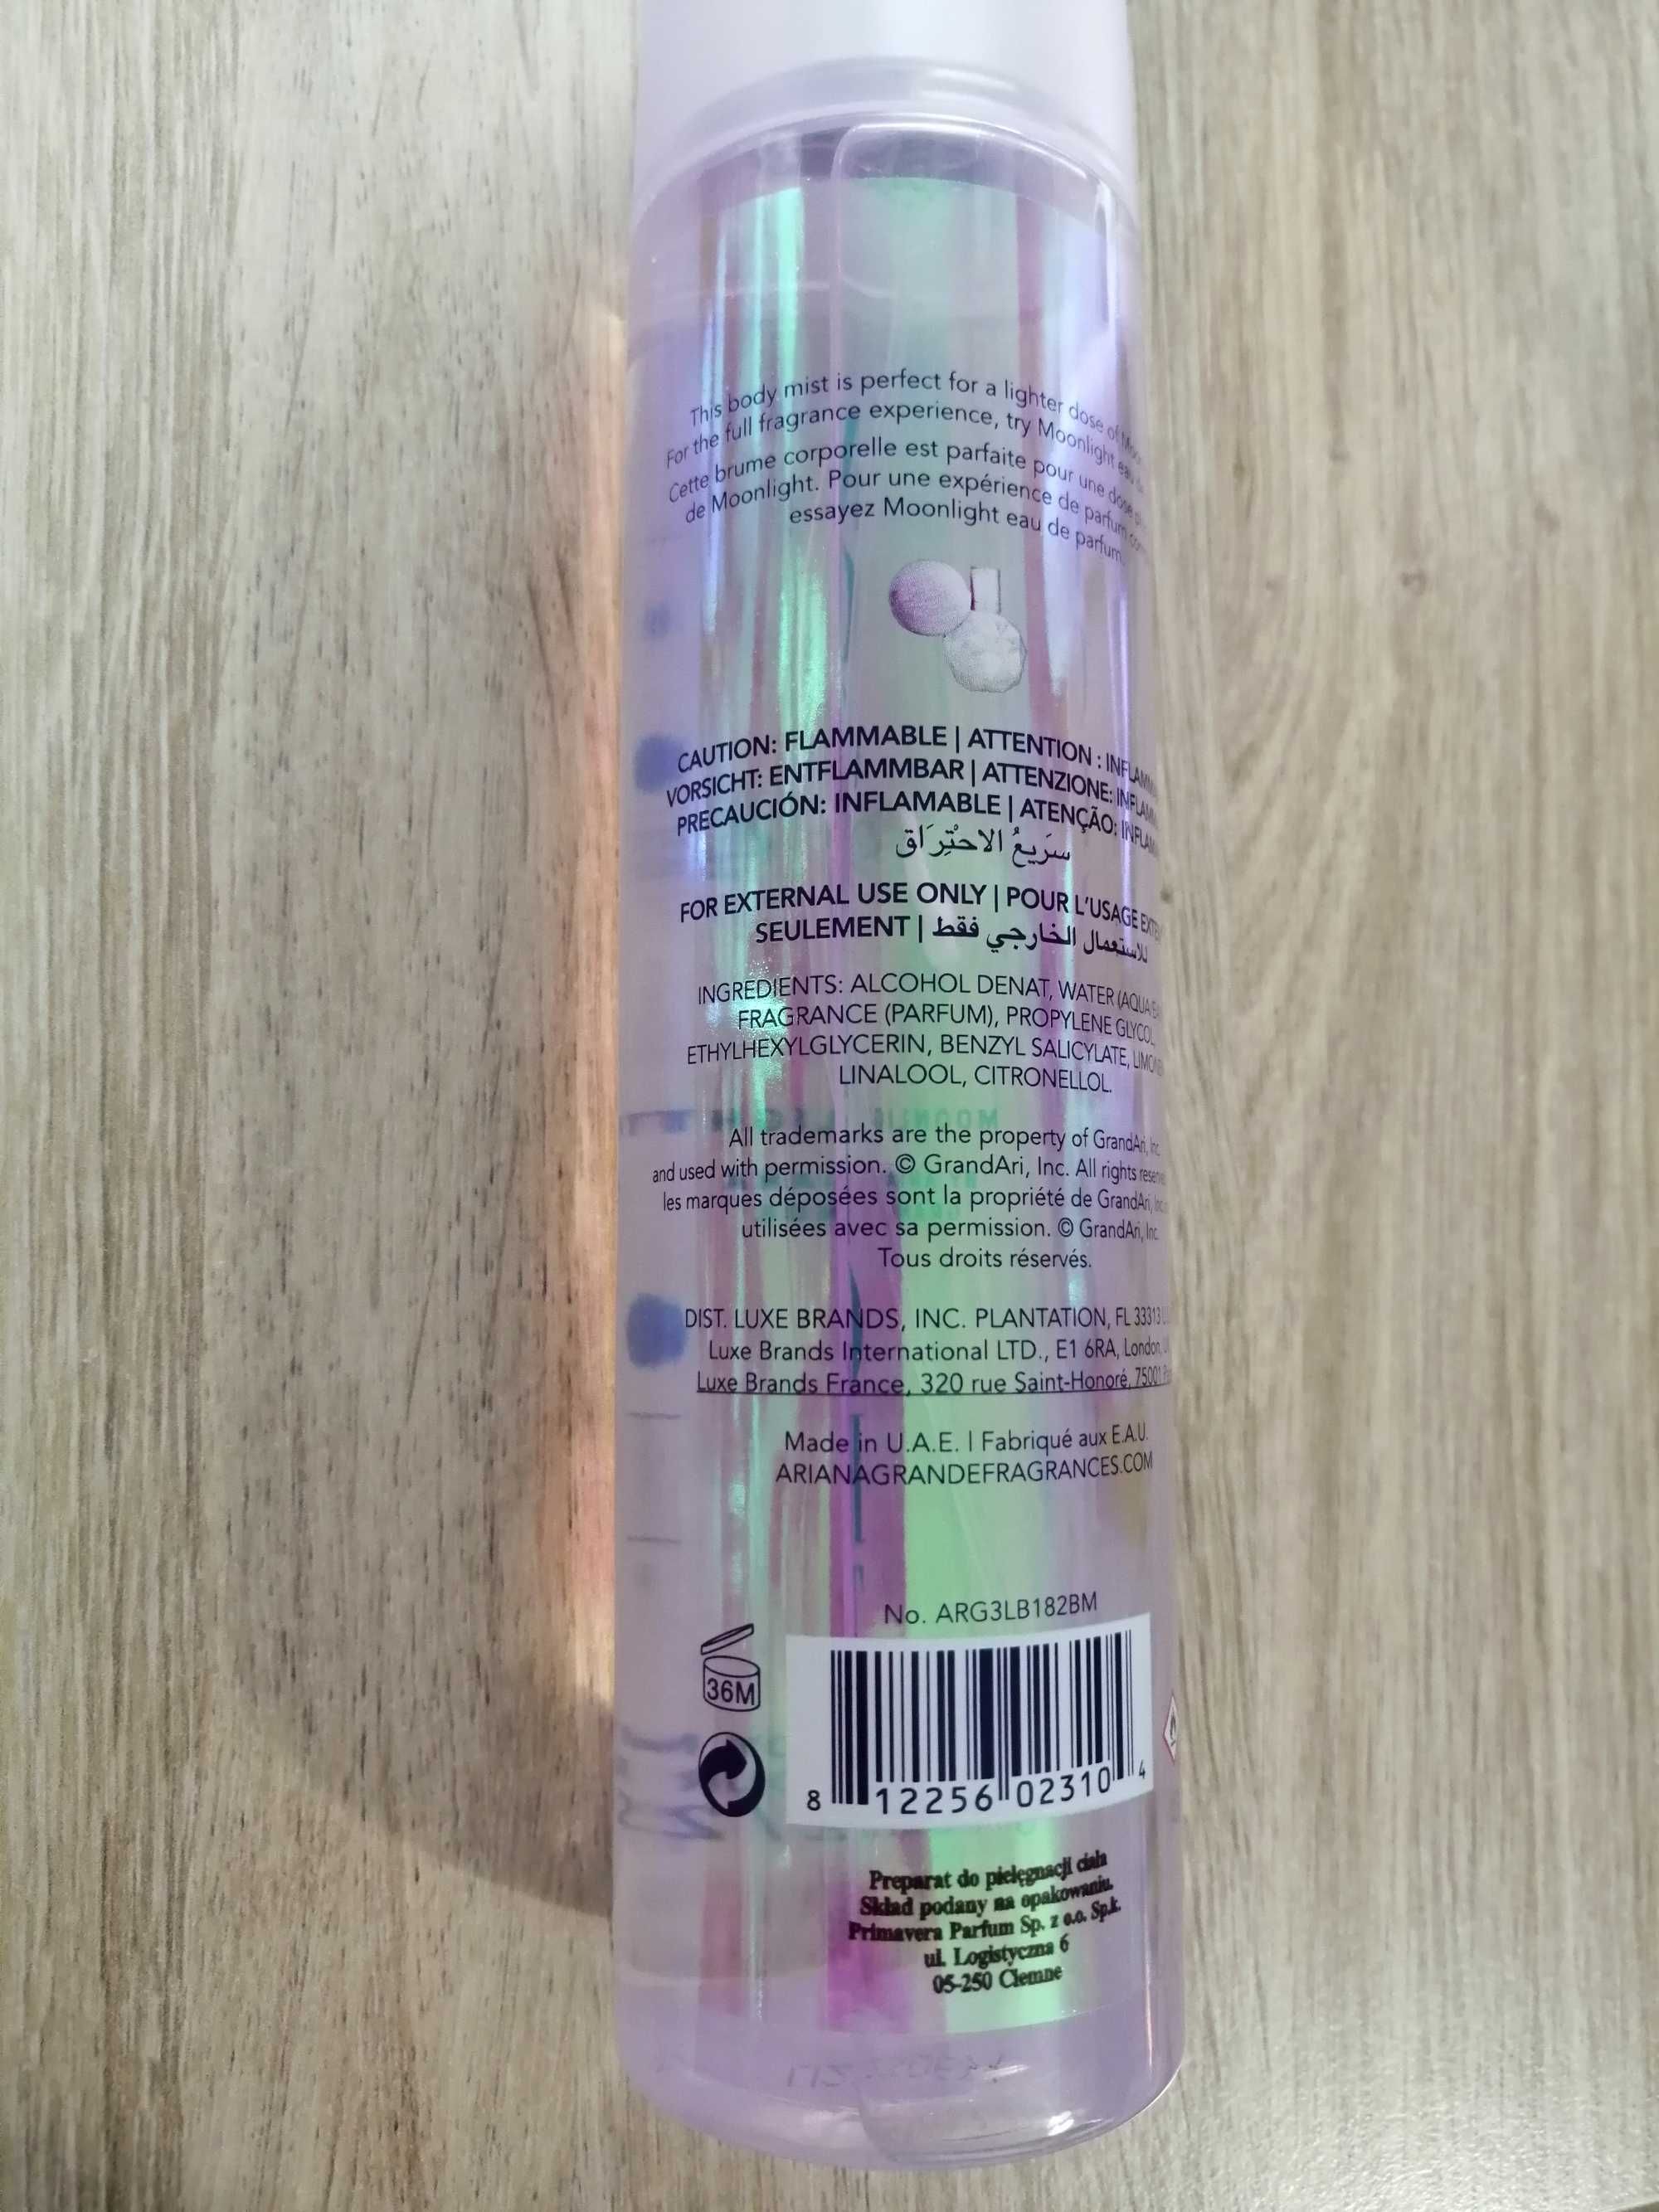 This body mist is perfect for a lighter dose of
For the full fragrance experience, try Moonlight eau
Cette brume corporelle est parfaite pour une dose
de Moonlight. Pour une expérience de parfum
essayez Moonlight eau de parfum
CAUTION: FLAMMABLE | ATTENTION :
VORSICHT: ENTFLAMMBAR | ATTENZIONE:
PRECAUCIÓN: INFLAMABLE | ATENÇÃO:
سَرِيعُ الاحْتِرَاق
FOR EXTERNAL USE ONLY | POUR L'USAGE
SEULEMENT | للاستعمال الخارجي فقط
INGREDIENTS: ALCOHOL DENAT, WATER (AQUA
FRAGRANCE (PARFUM), PROPYLENE GLYCOL
ETHYLHEXYLGLYCERIN, BENZYL SALICYLATE,
LINALOOL, CITRONELLOL.
All trademarks are the property of GrandAri, Inc.
and used with permission. © GrandAri, Inc. All rights
les marques déposées sont la propriété de GrandAri,
utilisées avec sa permission. © GrandAri, Inc.
Tous droits réservés.
DIST. LUXE BRANDS, INC. PLANTATION, FL 33313
Luxe Brands International LTD., E1 6RA, London,
Luxe Brands France, 320 rue Saint-Honoré, 75001
Made in U.A.E. | Fabriqué aux E.A.U.
ARIANAGRANDEFRAGRANCES.COM
No. ARG3LB182BM
36M
8 12256 02310 4
Preparat do pielęgnacji ciała
Skład podany na opakowaniu.
Primavera Parfum Sp. z o.o. Sp.k.
ul. Logistyczna 6
05-250 Ciemne